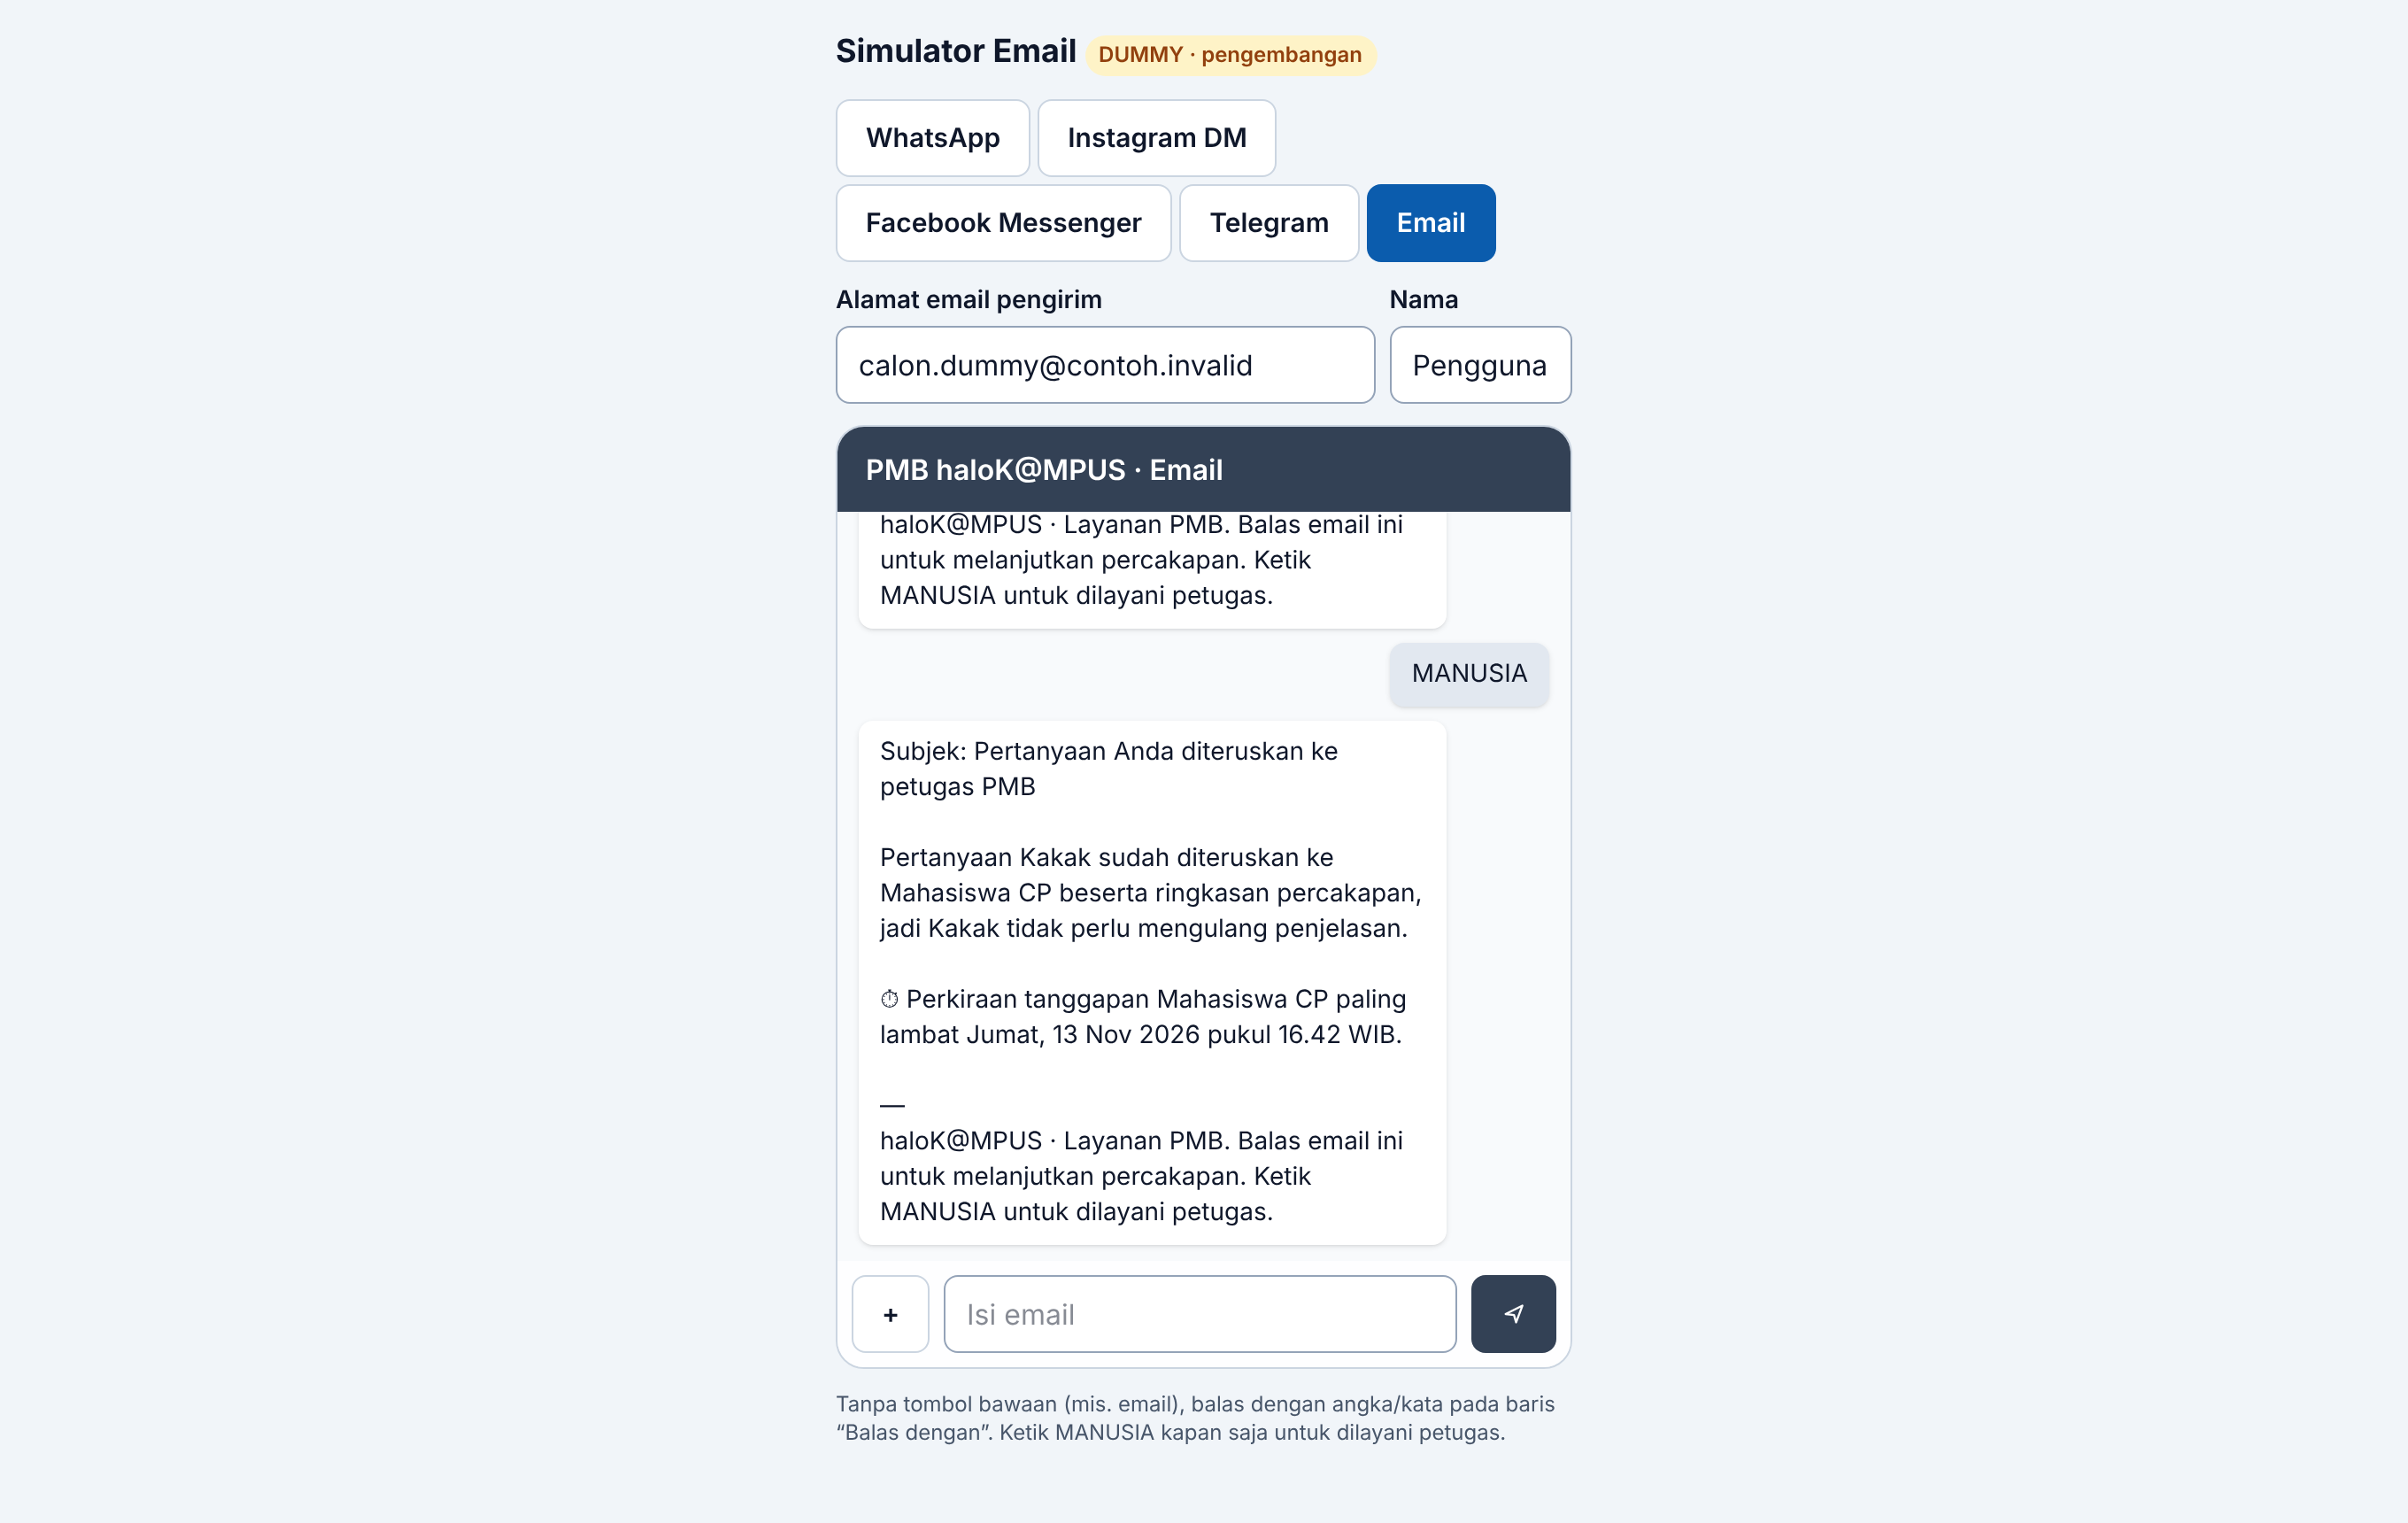 Simulator Email DUMMY · pengembangan
WhatsApp Instagram DM
Facebook Messenger Telegram Email
Alamat email pengirim Nama
calon.dummy@contoh.invalid Pengguna
PMB haloK@MPUS · Email
haloK@MPUS · Layanan PMB. Balas email ini
untuk melanjutkan percakapan. Ketik
MANUSIA untuk dilayani petugas.
MANUSIA
Subjek: Pertanyaan Anda diteruskan ke
petugas PMB
Pertanyaan Kakak sudah diteruskan ke
Mahasiswa CP beserta ringkasan percakapan,
jadi Kakak tidak perlu mengulang penjelasan.
⏱ Perkiraan tanggapan Mahasiswa CP paling
lambat Jumat, 13 Nov 2026 pukul 16.42 WIB.
—
haloK@MPUS · Layanan PMB. Balas email ini
untuk melanjutkan percakapan. Ketik
MANUSIA untuk dilayani petugas.
+ Isi email
Tanpa tombol bawaan (mis. email), balas dengan angka/kata pada baris
“Balas dengan”. Ketik MANUSIA kapan saja untuk dilayani petugas.